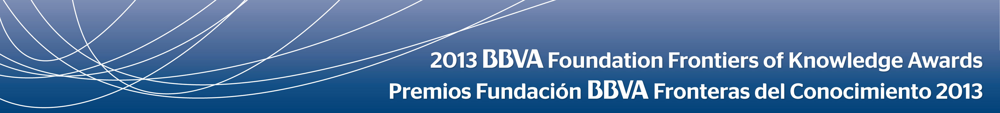 2013 BBVA Foundation Frontiers of Knowledge Awards
Premios Fundación BBVA Fronteras del Conocimiento 2013